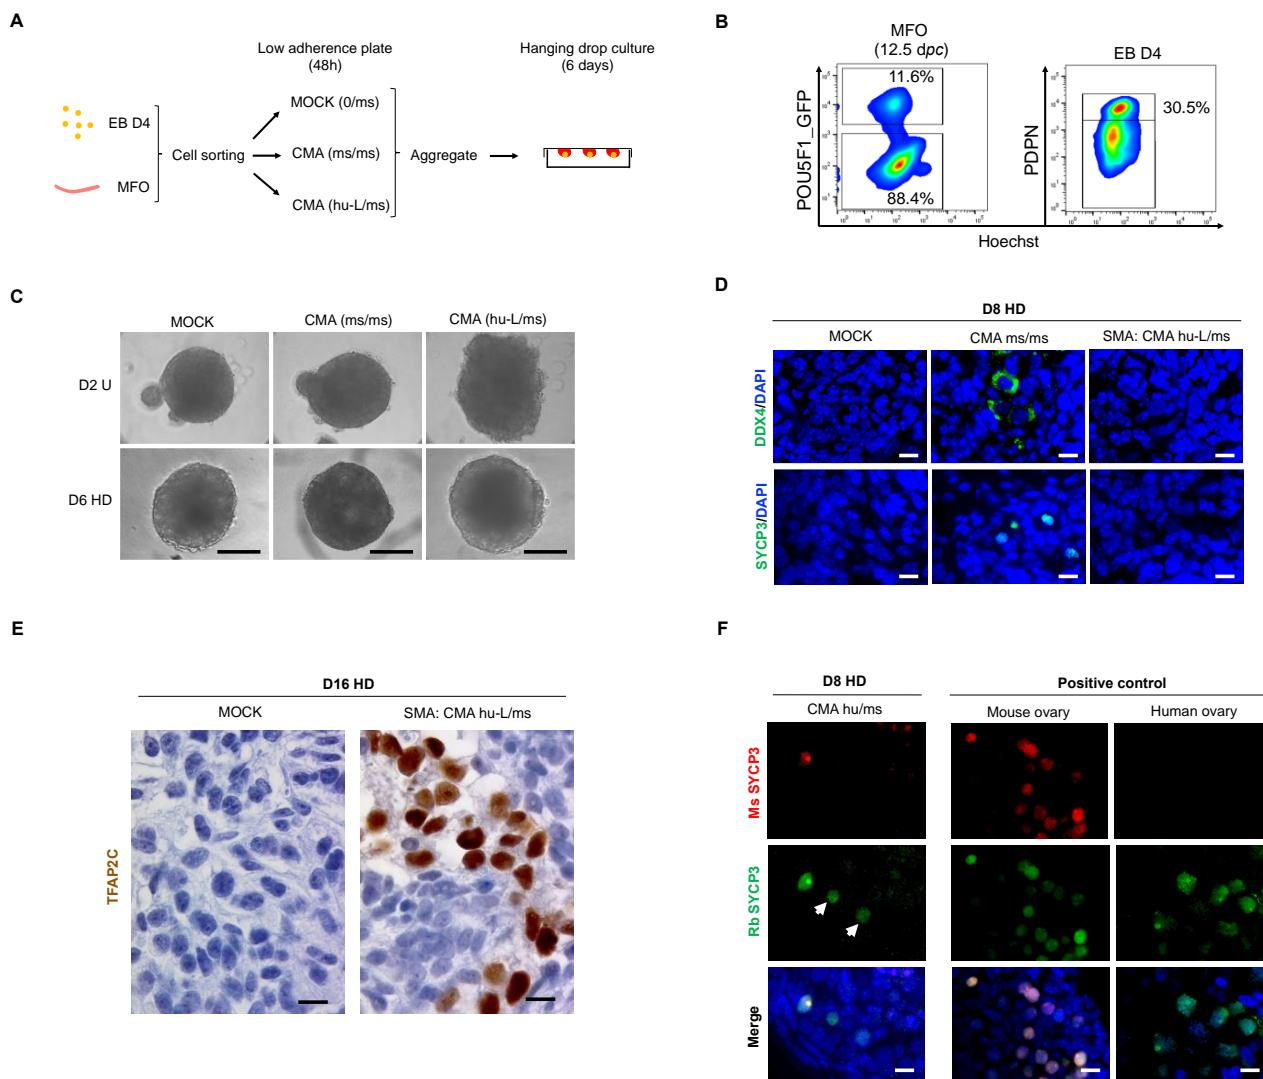 A
Low adherence plate
(48h)
Hanging drop culture
(6 days)
EB D4
MFO
Cell sorting
MOCK (0/ms)
CMA (ms/ms)
CMA (hu-L/ms)
Aggregate
B
MFO
(12.5 dpc)
EB D4
POU5F1_GFP
11.6%
88.4%
PDPN
30.5%
Hoechst
C
MOCK
CMA (ms/ms)
CMA (hu-L/ms)
D2 U
D6 HD
D
D8 HD
MOCK
CMA ms/ms
SMA: CMA hu-L/ms
DDX4/DAPI
SYCP3/DAPI
E
D16 HD
MOCK
SMA: CMA hu-L/ms
TFAP2C
F
D8 HD
Positive control
CMA hu/ms
Mouse ovary
Human ovary
Ms SYCP3
Rb SYCP3
Merge